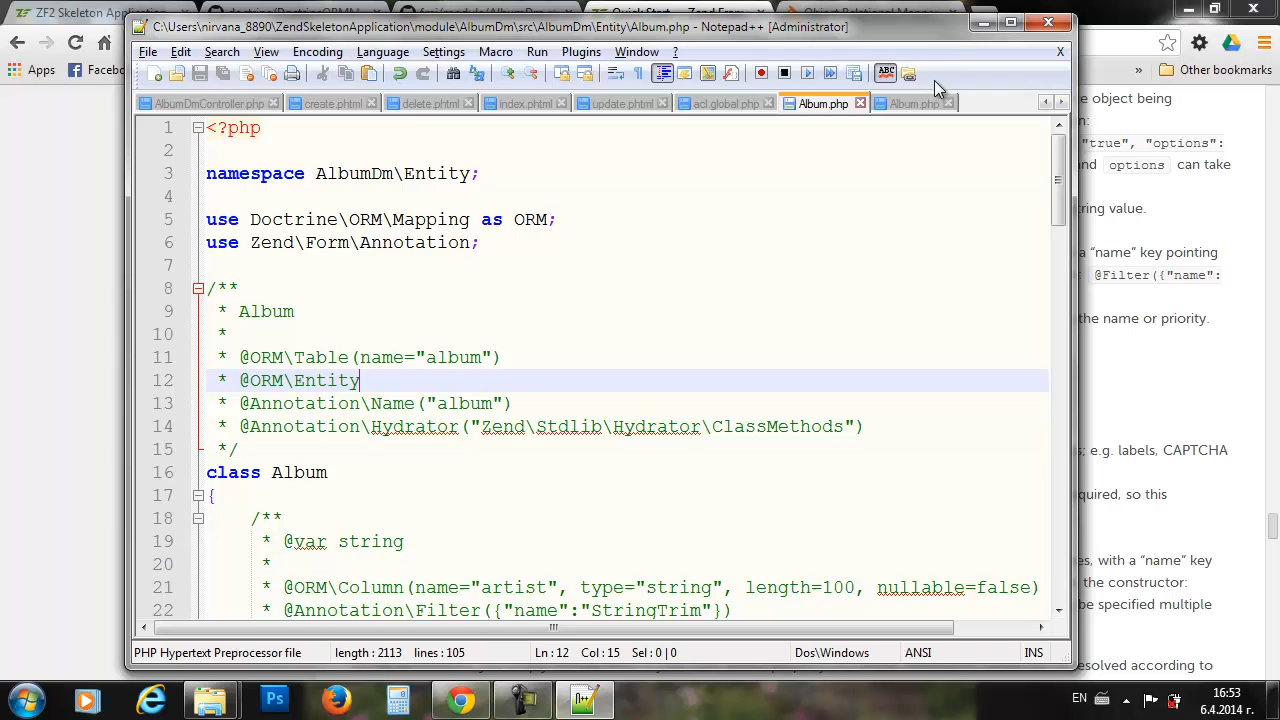 ZF2 Skeleton Application
Object Relational M
C:\Users\nirvana_8890\ZendSkeletonApplication\module\AlbumDm\src\AlbumDm\Entity\Album.php - Notepad++ [Administrator]
File Edit Search View Encoding Language Settings Macro Run Plugins Window ? X
Apps Facebo
» Other bookmarks
ABC
AlbumDmController.php create.phtml delete.phtml index.phtml update.phtml acl.global.php Album.php Album.php
1 <?php
2
3 namespace AlbumDm\Entity;
4
5 use Doctrine\ORM\Mapping as ORM;
6 use Zend\Form\Annotation;
7
8 /**
9 * Album
10 *
11 * @ORM\Table(name="album")
12 * @ORM\Entity
13 * @Annotation\Name("album")
14 * @Annotation\Hydrator("Zend\Stdlib\Hydrator\ClassMethods")
15 */
16 class Album
17 {
18 /**
19 * @var string
20 *
21 * @ORM\Column(name="artist", type="string", length=100, nullable=false)
22 * @Annotation\Filter({"name":"StringTrim"})
e object being
n:
"true", "options":
and options can take
tring value.
a “name” key pointing
: @Filter({"name":
the name or priority.
s; e.g. labels, CAPTCHA
equired, so this
es, with a “name” key
the constructor:
be specified multiple
esolved according to
PHP Hypertext Preprocessor file length : 2113 lines : 105 Ln : 12 Col : 15 Sel : 0 | 0 Dos\Windows ANSI INS
Ps
EN 16:53
6.4.2014 г.